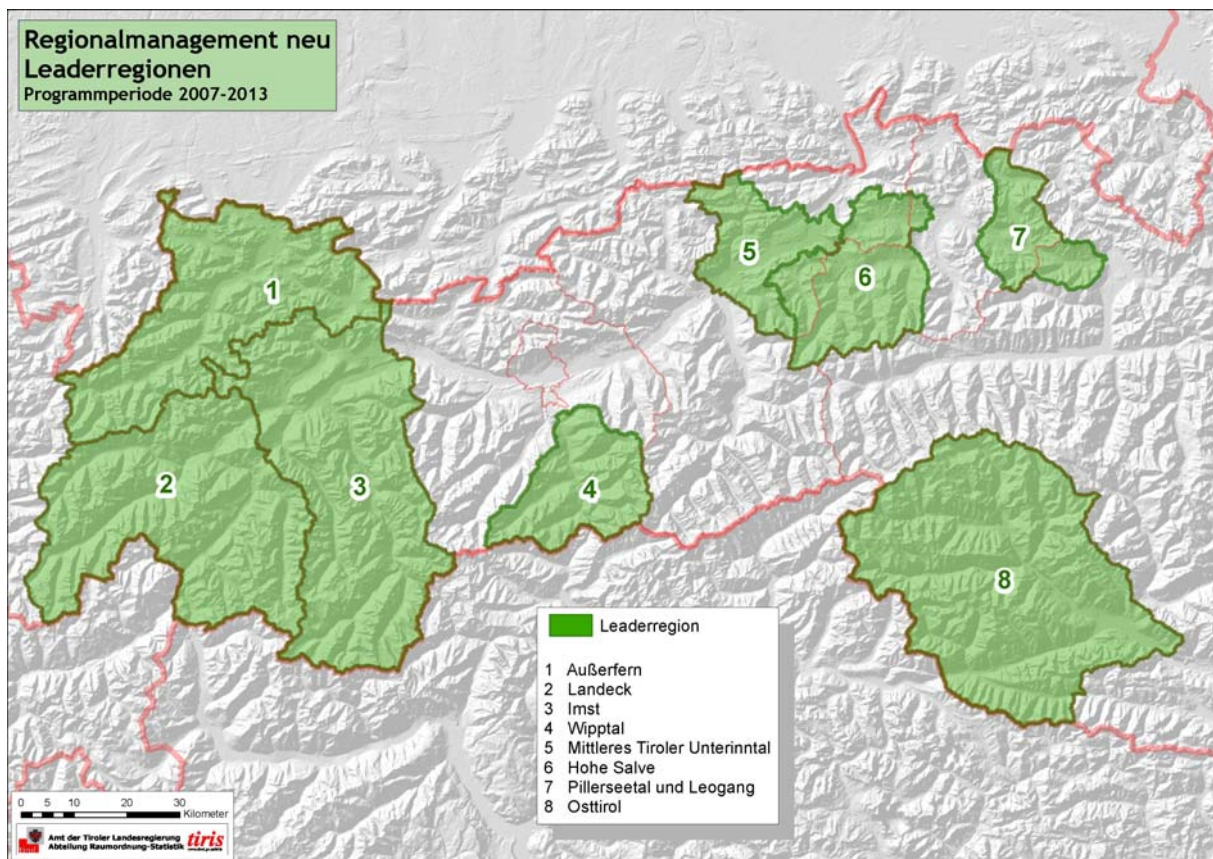 Regionalmanagement neu
Leaderregionen
Programmperiode 2007-2013
1
2
3
4
5
6
7
8
Leaderregion
1 Außerfern
2 Landeck
3 Imst
4 Wipptal
5 Mittleres Tiroler Unterinntal
6 Hohe Salve
7 Pillerseetal und Leogang
8 Osttirol
0 5 10 20 30
Kilometer
Amt der Tiroler Landesregierung
Abteilung Raumordnung-Statistik
tiris